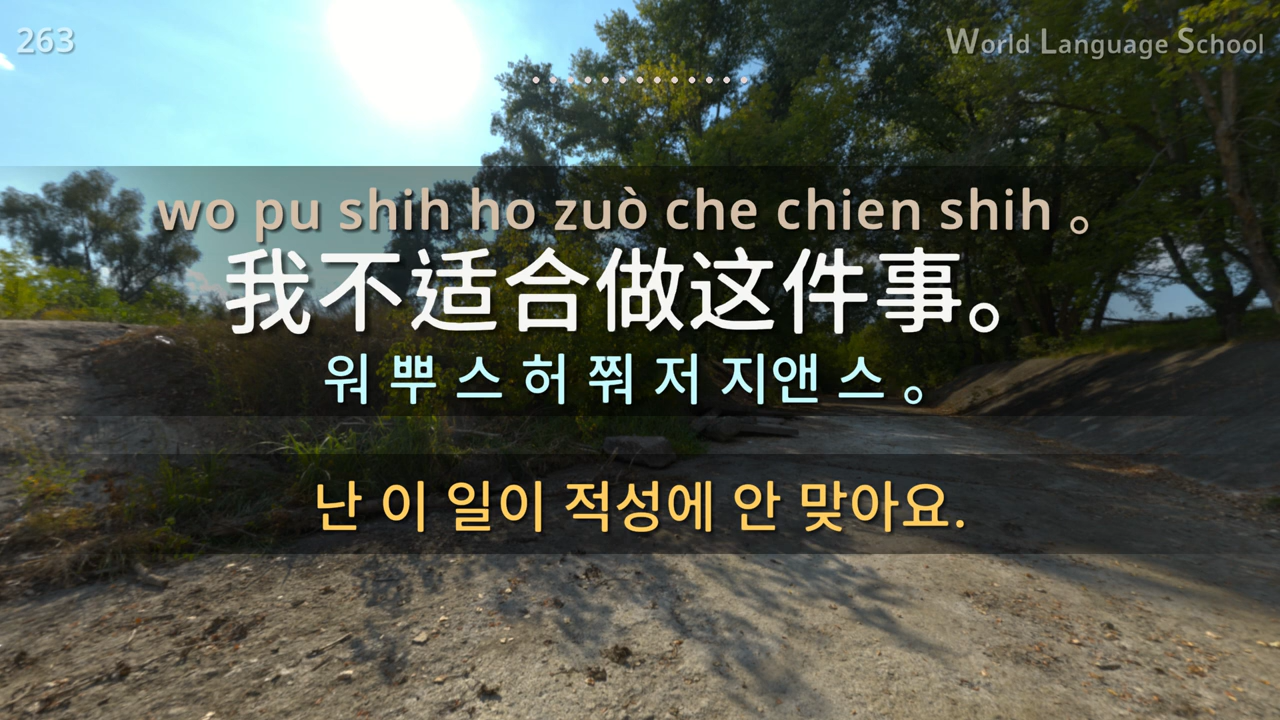 263
World Language School
wo pu shih ho zuò che chien shih 。
我不适合做这件事。
워 뿌 스 허 쭤 저 지앤 스 。
난 이 일이 적성에 안 맞아요.